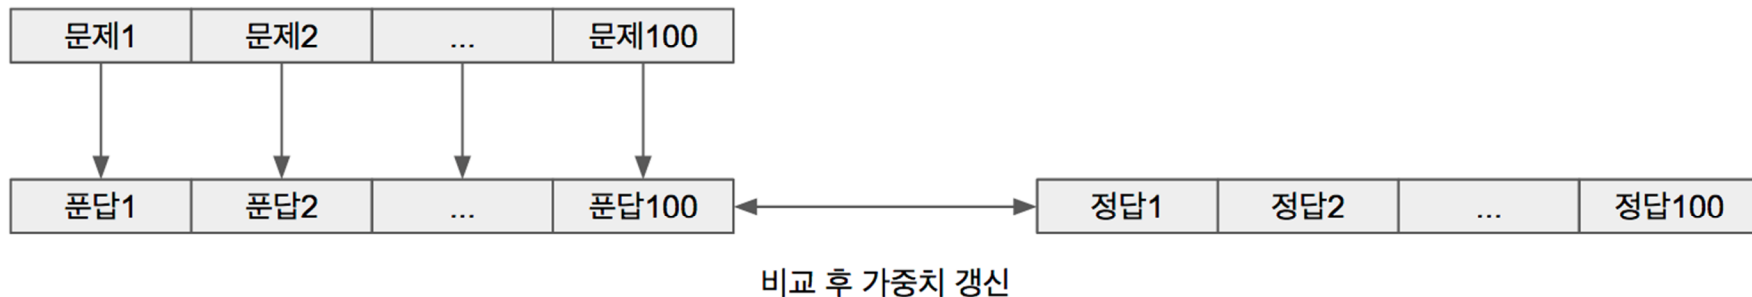 문제1 문제2 ... 문제100
푼답1 푼답2 ... 푼답100 정답1 정답2 ... 정답100
비교 후 가중치 갱신